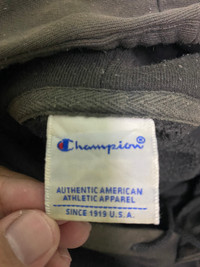 Champion®
AUTHENTIC AMERICAN
ATHLETIC APPAREL
SINCE 1919 U.S.A.